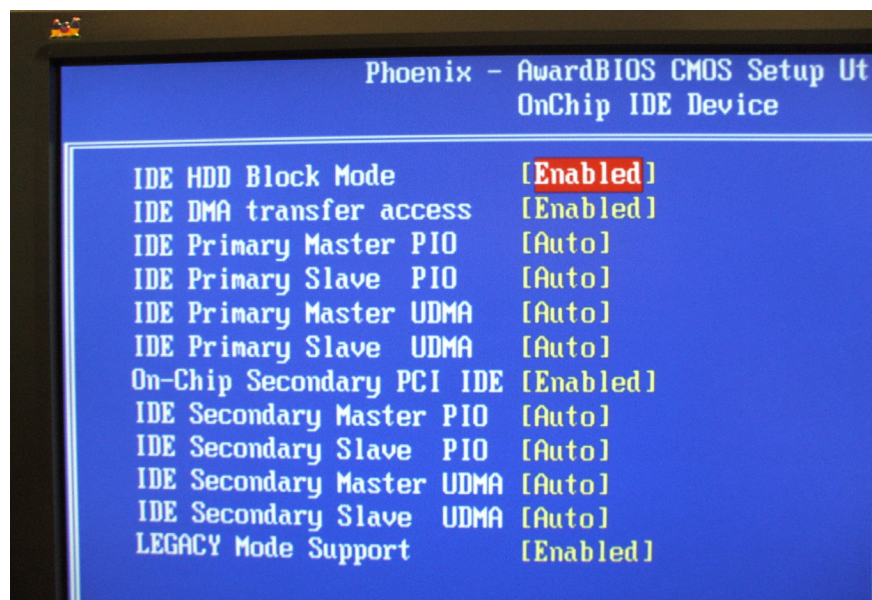 Phoenix - AwardBIOS CMOS Setup Ut
OnChip IDE Device
IDE HDD Block Mode [Enabled]
IDE DMA transfer access [Enabled]
IDE Primary Master PIO [Auto]
IDE Primary Slave PIO [Auto]
IDE Primary Master UDMA [Auto]
IDE Primary Slave UDMA [Auto]
On-Chip Secondary PCI IDE [Enabled]
IDE Secondary Master PIO [Auto]
IDE Secondary Slave PIO [Auto]
IDE Secondary Master UDMA [Auto]
IDE Secondary Slave UDMA [Auto]
LEGACY Mode Support [Enabled]